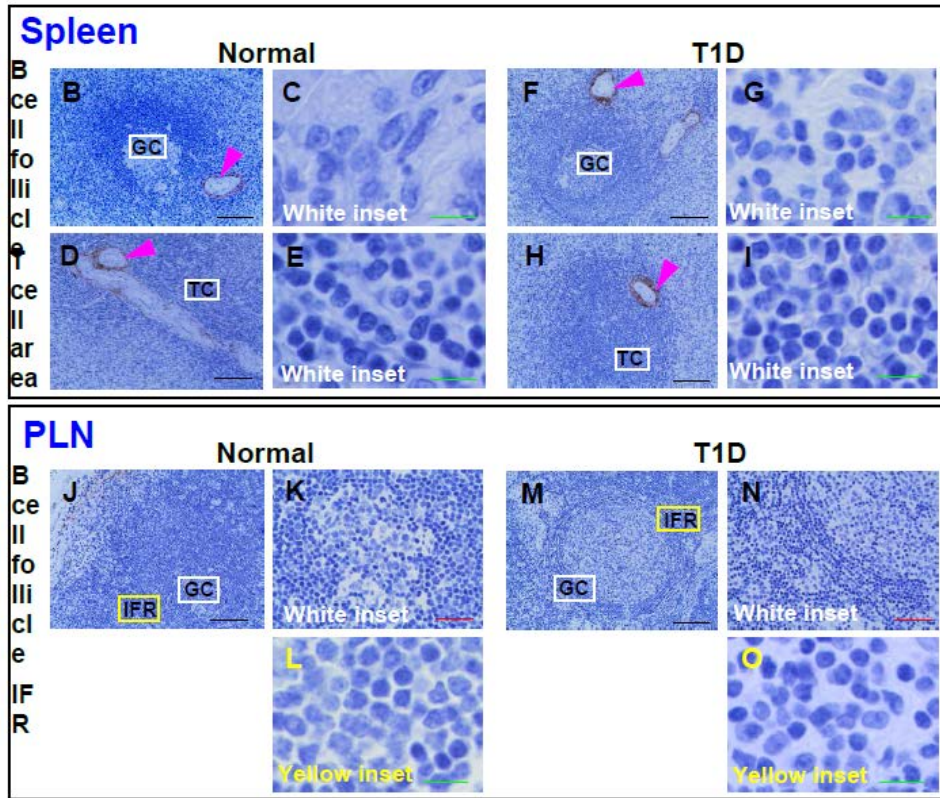 Spleen
Normal
T1D
B
ce
ll
fo
lli
cl
e
T
ce
ll
ar
ea
B
GC
C
White inset
F
GC
G
White inset
D
TC
E
White inset
H
TC
I
White inset
PLN
Normal
T1D
B
ce
ll
fo
lli
cl
e
IF
R
J
GC
IFR
K
White inset
M
IFR
GC
N
White inset
L
Yellow inset
O
Yellow inset